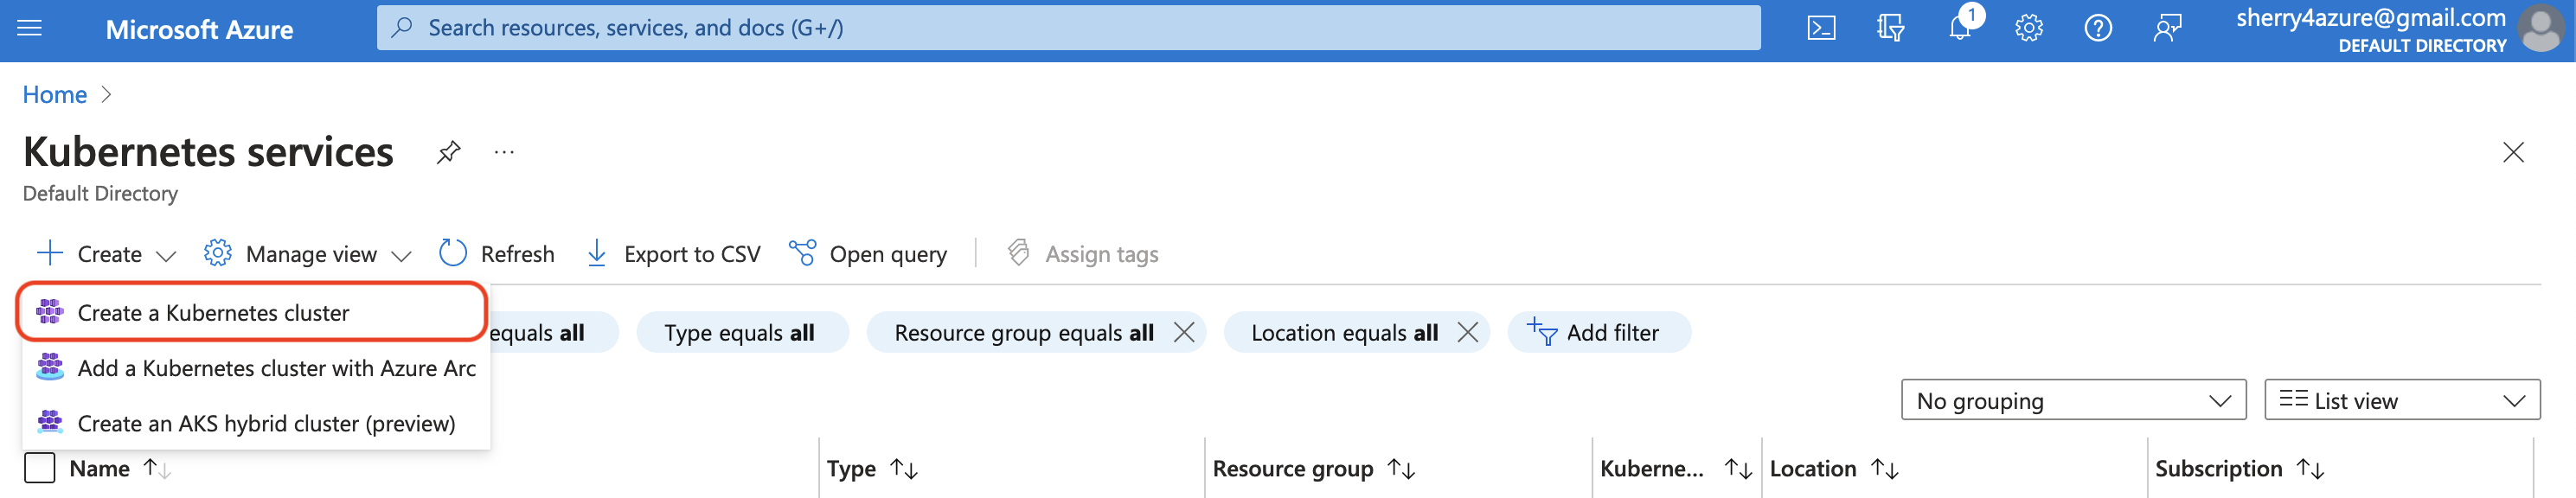 Microsoft Azure
Search resources, services, and docs (G+/)
1
sherry4azure@gmail.com
DEFAULT DIRECTORY
Home
Kubernetes services
Default Directory
Create
Manage view
Refresh
Export to CSV
Open query
Assign tags
Create a Kubernetes cluster
Add a Kubernetes cluster with Azure Arc
Create an AKS hybrid cluster (preview)
equals all
Type equals all
Resource group equals all
Location equals all
Add filter
No grouping
List view
Name
Type
Resource group
Kuberne...
Location
Subscription